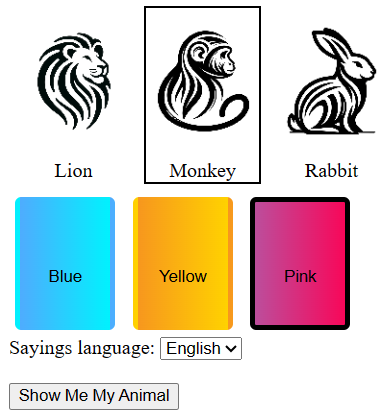 Lion Monkey Rabbit
Blue Yellow Pink
Sayings language: English
Show Me My Animal